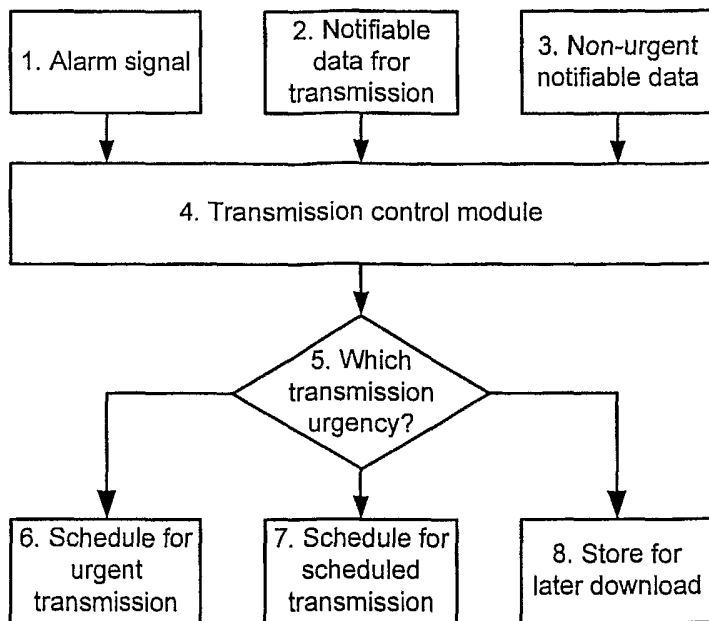 1. Alarm signal
2. Notifiable
data fror
transmission
3. Non-urgent
notifiable data
4. Transmission control module
5. Which
transmission
urgency?
6. Schedule for
urgent
transmission
7. Schedule for
scheduled
transmission
8. Store for
later download